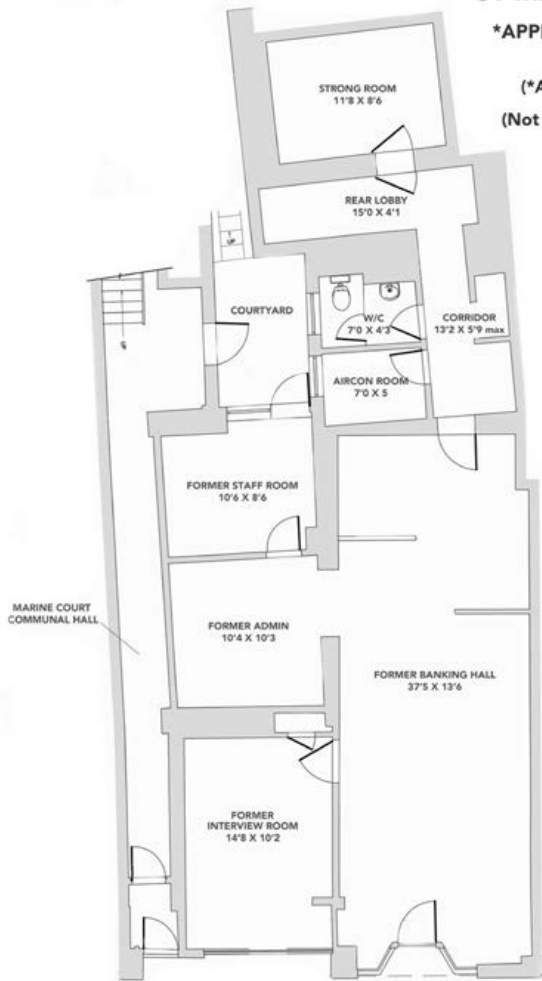 *APP
(*A
(Not
STRONG ROOM
11'8 X 8'6
REAR LOBBY
15'0 X 4'1
UP
COURTYARD
W/C
7'0 X 4'3
CORRIDOR
13'2 X 5'9 max
AIRCON ROOM
7'0 X 5
FORMER STAFF ROOM
10'6 X 8'6
MARINE COURT
COMMUNAL HALL
FORMER ADMIN
10'4 X 10'3
FORMER BANKING HALL
37'5 X 13'6
FORMER
INTERVIEW ROOM
14'8 X 10'2